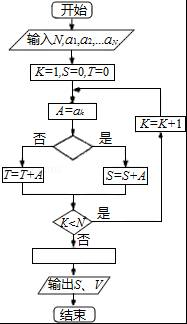 开始
输入N,a₁,a₂,...aN
K=1,S=0,T=0
A=aₖ
K=K+1
否
是
T=T+A
S=S+A
K<N
是
否
输出S、V
结束